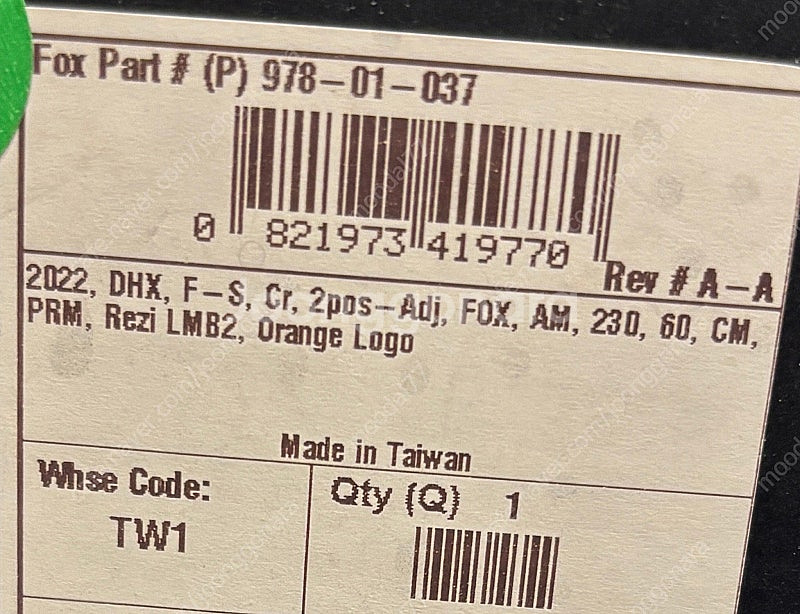 Fox Part # (P) 978-01-037
0 821973 419770
Rev # A-A
2022, DHX, F-S, Cr, 2pos-Adj, FOX, AM, 230, 60, CM,
PRM, Rezi LMB2, Orange Logo
Made in Taiwan
Whse Code:
TW1
Qty (Q) 1